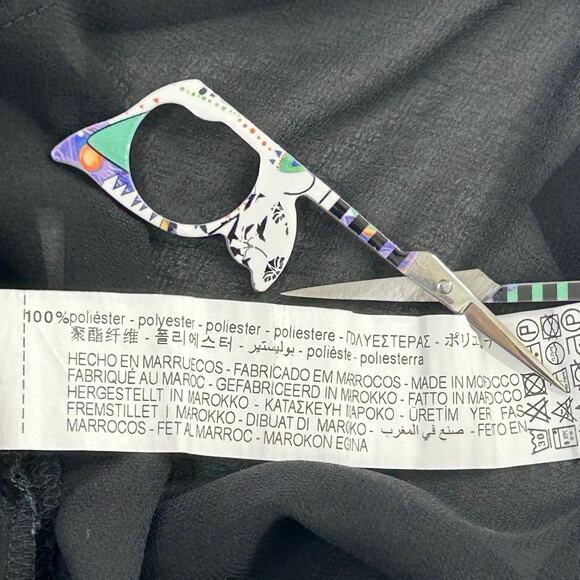 100%poliéster - polyester - poliester - poliestere - ΠΟΛΥΕΣΤΕΡΑΣ - ポリエ
聚酯纤维 - 폴리에스터 - بوليستير - polièste - poliesterra
HECHO EN MARRUECOS - FABRICADO EM MARROCOS - MADE IN MOROCCO
FABRIQUÉ AU MAROC - GEFABRICEERD IN MAROKKO - FATTO IN MAROCCO
HERGESTELLT IN MAROKKO - ΚΑΤΑΣΚΕΥΗ ΜΑΡΟΚΟ - ÜRETİM YER FAS
FREMSTILLET I MAROKKO - DIBUAT DI MAROKO - صنع في المغرب - FETO EN
MARROCOS - FET AL MARROC - MAROKON EGINA
30